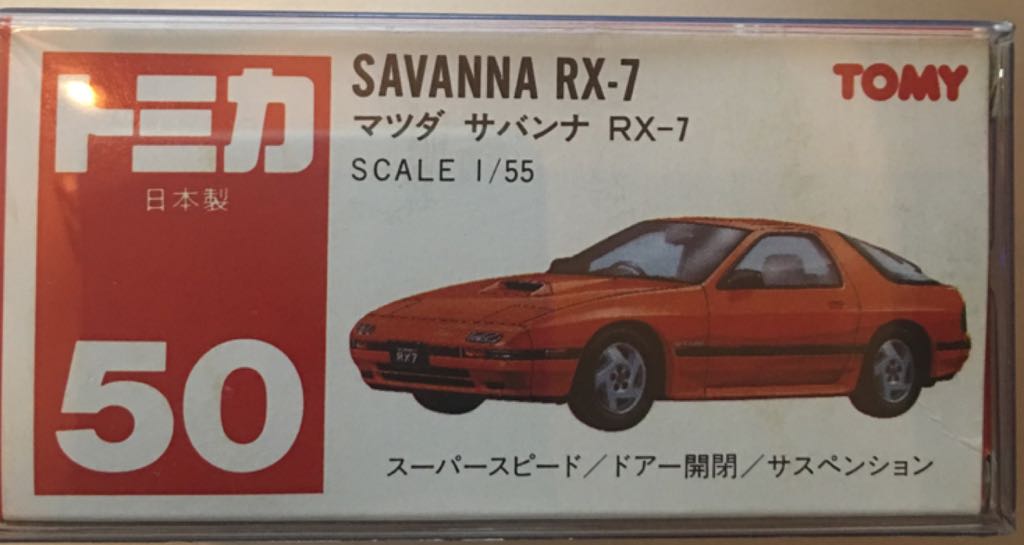 トミカ
日本製
50
SAVANNA RX-7
マツダ サバンナ RX-7
SCALE 1/55
TOMY
RX7
スーパースピード/ドアー開閉/サスペンション